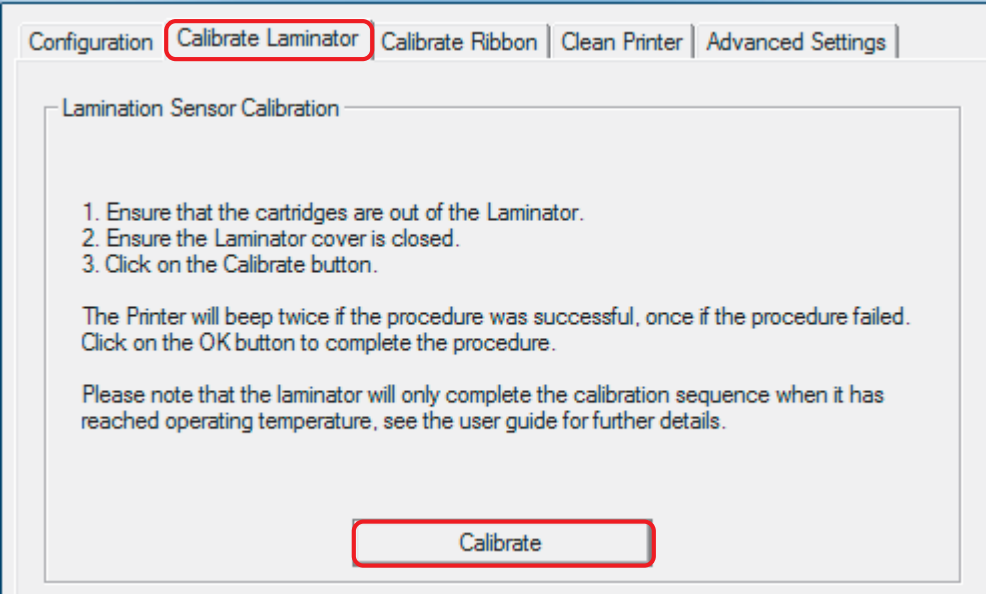 Configuration Calibrate Laminator Calibrate Ribbon Clean Printer Advanced Settings
Lamination Sensor Calibration
1. Ensure that the cartridges are out of the Laminator.
2. Ensure the Laminator cover is closed.
3. Click on the Calibrate button.
The Printer will beep twice if the procedure was successful, once if the procedure failed.
Click on the OK button to complete the procedure.
Please note that the laminator will only complete the calibration sequence when it has
reached operating temperature, see the user guide for further details.
Calibrate